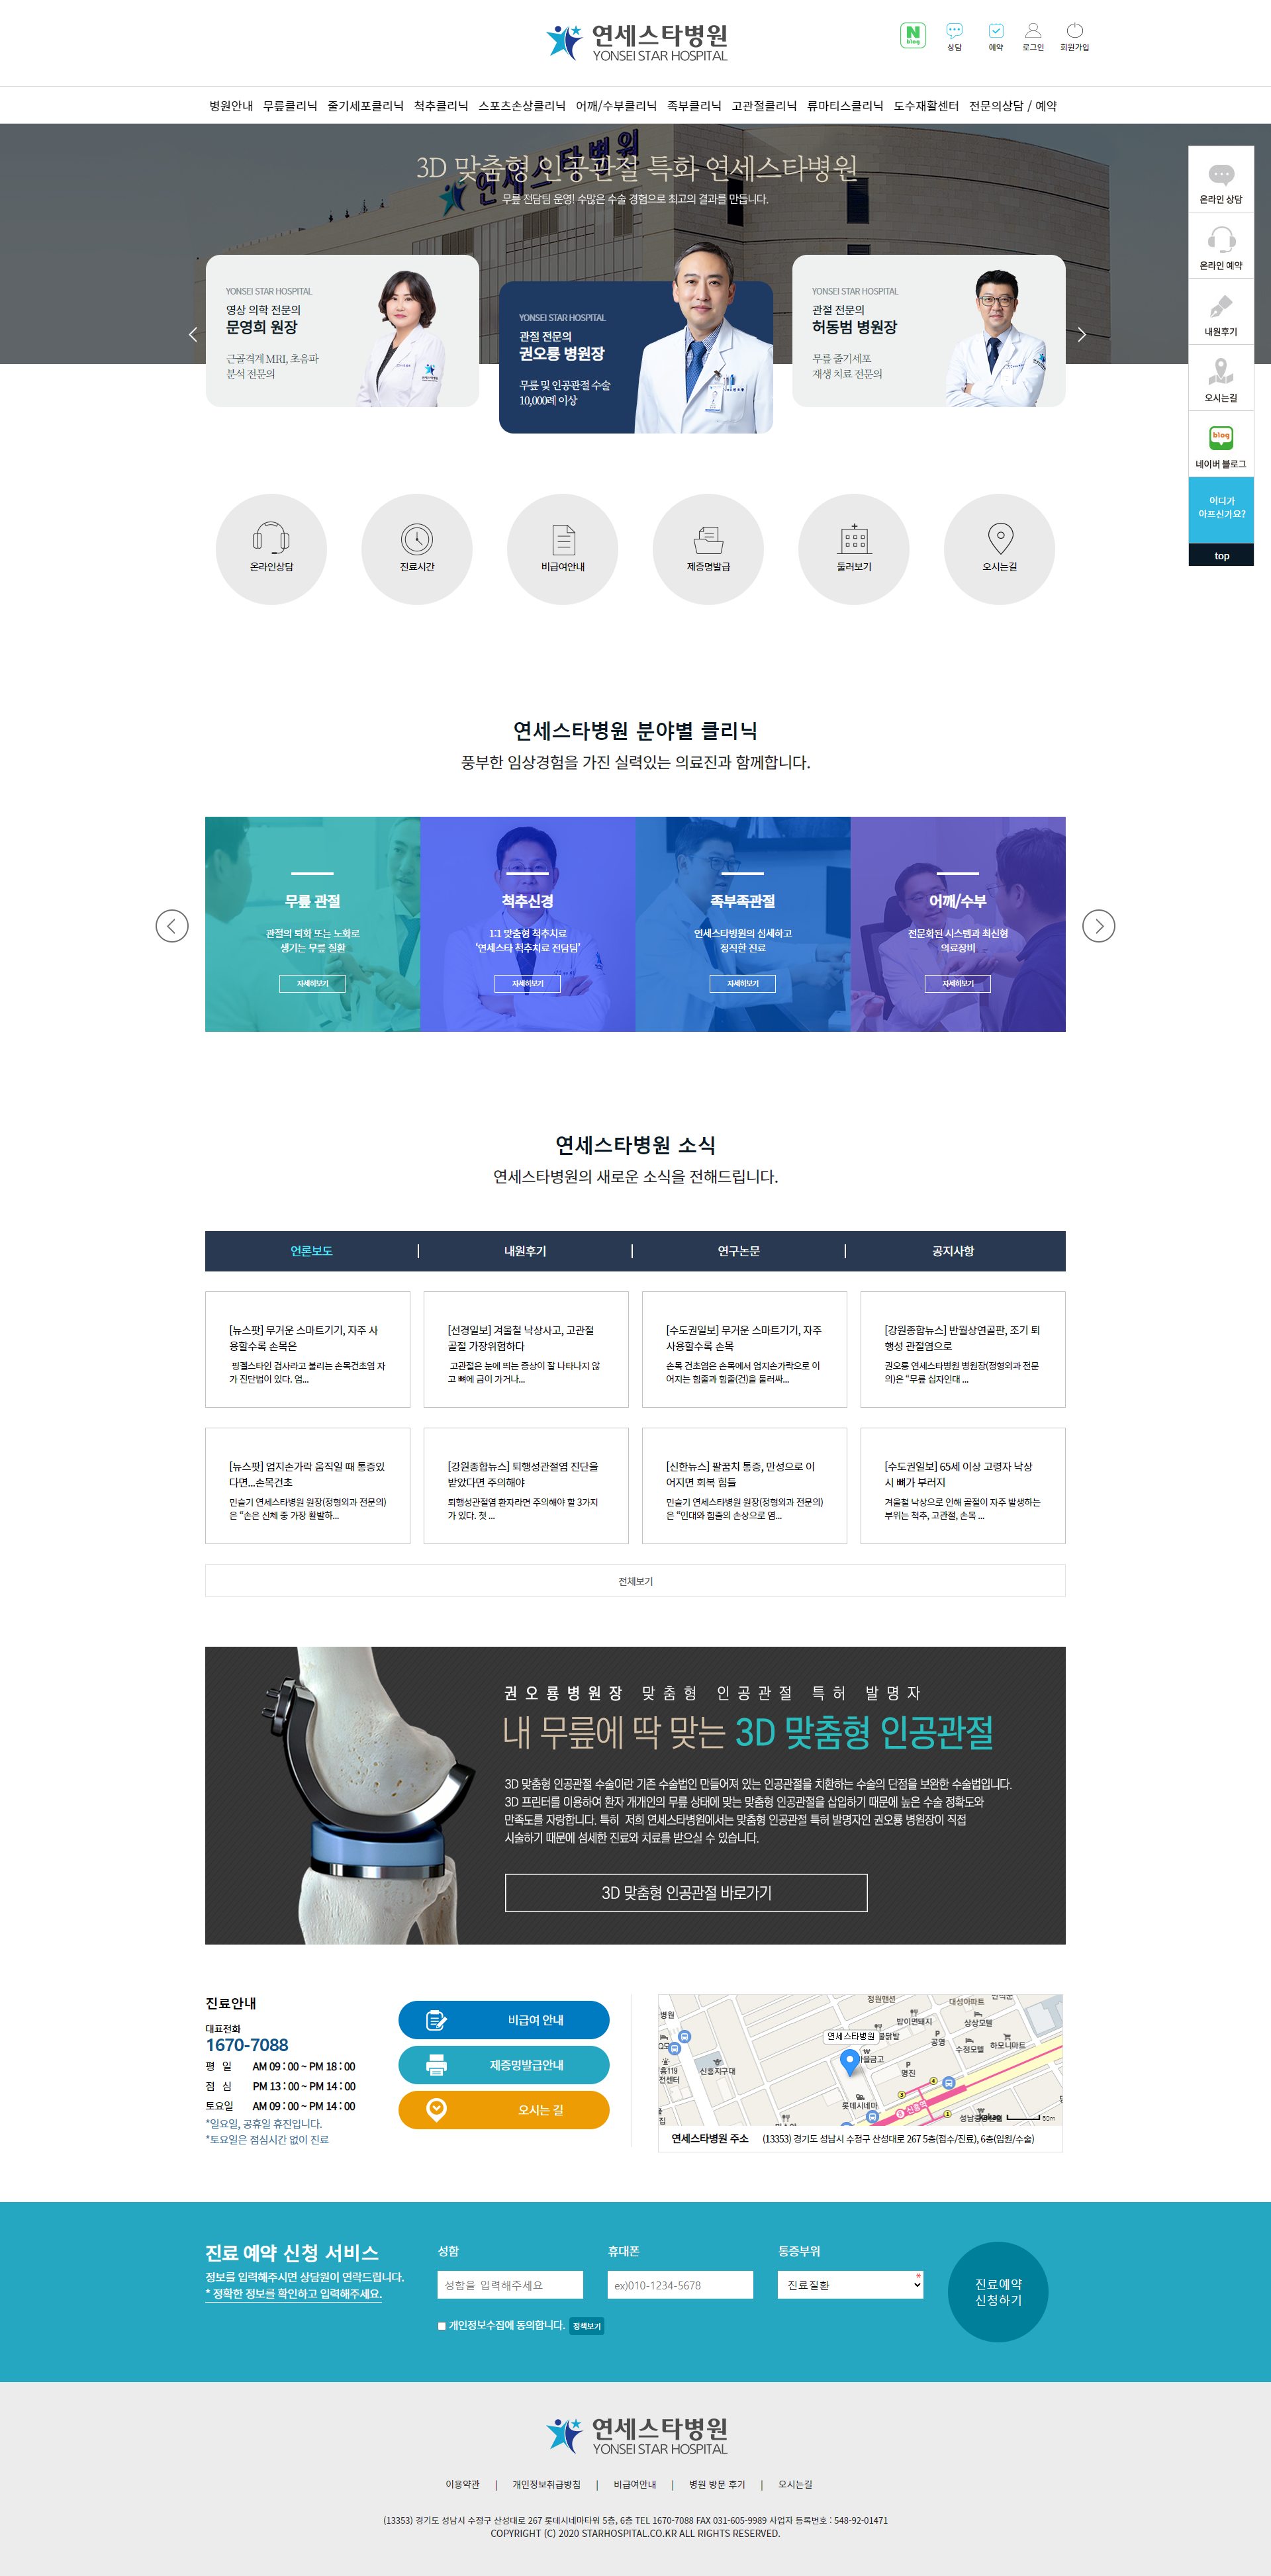 연세스타병원
YONSEI STAR HOSPITAL
N
blog
상담
예약
로그인
회원가입
병원안내 무릎클리닉 줄기세포클리닉 척추클리닉 스포츠손상클리닉 어깨/수부클리닉 족부클리닉 고관절클리닉 류마티스클리닉 도수재활센터 전문의상담 / 예약
3D 맞춤형 인공관절 특화 연세스타병원
무릎 전담팀 운영! 수많은 수술 경험으로 최고의 결과를 만듭니다.
YONSEI STAR HOSPITAL
영상 의학 전문의
문영희 원장
근골격계 MRI, 초음파
분석 전문의
YONSEI STAR HOSPITAL
관절 전문의
권오룡 병원장
무릎 및 인공관절 수술
10,000례 이상
YONSEI STAR HOSPITAL
관절 전문의
허동범 병원장
무릎 줄기세포
재생 치료 전문의
온라인 상담
온라인 예약
내원후기
오시는길
blog
네이버 블로그
어디가
아프신가요?
top
온라인상담
진료시간
비급여안내
제증명발급
둘러보기
오시는길
연세스타병원 분야별 클리닉
풍부한 임상경험을 가진 실력있는 의료진과 함께합니다.
무릎 관절
관절의 퇴화 또는 노화로
생기는 무릎 질환
자세히보기
척추신경
1:1 맞춤형 척추치료
'연세스타 척추치료 전담팀'
자세히보기
족부족관절
연세스타병원의 섬세하고
정직한 진료
자세히보기
어깨/수부
전문화된 시스템과 최신형
의료장비
자세히보기
연세스타병원 소식
연세스타병원의 새로운 소식을 전해드립니다.
언론보도
내원후기
연구논문
공지사항
[뉴스팟] 무거운 스마트기기, 자주 사
용할수록 손목은
핑켈스타인 검사라고 불리는 손목건초염 자
가 진단법이 있다. 엄...
[선경일보] 겨울철 낙상사고, 고관절
골절 가장위험하다
고관절은 눈에 띄는 증상이 잘 나타나지 않
고 뼈에 금이 가거나...
[수도권일보] 무거운 스마트기기, 자주
사용할수록 손목
손목 건초염은 손목에서 엄지손가락으로 이
어지는 힘줄과 힘줄(건)을 둘러싸...
[강원종합뉴스] 반월상연골판, 조기 퇴
행성 관절염으로
권오룡 연세스타병원 병원장(정형외과 전문
의)은 “무릎 십자인대 ...
[뉴스팟] 엄지손가락 움직일 때 통증있
다면...손목건초
민슬기 연세스타병원 원장(정형외과 전문의)
은 “손은 신체 중 가장 활발하...
[강원종합뉴스] 퇴행성관절염 진단을
받았다면 주의해야
퇴행성관절염 환자라면 주의해야 할 3가지
가 있다. 첫 ...
[신한뉴스] 팔꿈치 통증, 만성으로 이
어지면 회복 힘들
민슬기 연세스타병원 원장(정형외과 전문의)
은 “인대와 힘줄의 손상으로 염...
[수도권일보] 65세 이상 고령자 낙상
시 뼈가 부러지
겨울철 낙상으로 인해 골절이 자주 발생하는
부위는 척추, 고관절, 손목 ...
전체보기
권오룡병원장 맞춤형 인공관절 특허 발명자
내 무릎에 딱 맞는 3D 맞춤형 인공관절
3D 맞춤형 인공관절 수술이란 기존 수술법인 만들어져 있는 인공관절을 치환하는 수술의 단점을 보완한 수술법입니다.
3D 프린터를 이용하여 환자 개개인의 무릎 상태에 맞는 맞춤형 인공관절을 삽입하기 때문에 높은 수술 정확도와
만족도를 자랑합니다. 특히 저희 연세스타병원에서는 맞춤형 인공관절 특허 발명자인 권오룡 병원장이 직접
시술하기 때문에 섬세한 진료와 치료를 받으실 수 있습니다.
3D 맞춤형 인공관절 바로가기
진료안내
대표전화
1670-7088
평 일 AM 09 : 00 ~ PM 18 : 00
점 심 PM 13 : 00 ~ PM 14 : 00
토요일 AM 09 : 00 ~ PM 14 : 00
*일요일, 공휴일 휴진입니다.
*토요일은 점심시간 없이 진료
비급여 안내
제증명발급안내
오시는 길
정원맨션
대성아파트
밥이면돼지
상상모텔
연세스타병원
불닭발
공영
하모니마트
수정모텔
마을금고
신흥지구대
명진
롯데시네마
신흥역
kakao
50m
연세스타병원 주소 (13353) 경기도 성남시 수정구 산성대로 267 5층(접수/진료), 6층(입원/수술)
진료 예약 신청 서비스
정보를 입력해주시면 상담원이 연락드립니다.
* 정확한 정보를 확인하고 입력해주세요.
성함
성함을 입력해주세요
휴대폰
ex)010-1234-5678
통증부위
진료질환
*
개인정보수집에 동의합니다. 정책보기
진료예약
신청하기
연세스타병원
YONSEI STAR HOSPITAL
이용약관 | 개인정보취급방침 | 비급여안내 | 병원 방문 후기 | 오시는길
(13353) 경기도 성남시 수정구 산성대로 267 롯데시네마타워 5층, 6층 TEL 1670-7088 FAX 031-605-9989 사업자 등록번호 : 548-92-01471
COPYRIGHT (C) 2020 STARHOSPITAL.CO.KR ALL RIGHTS RESERVED.